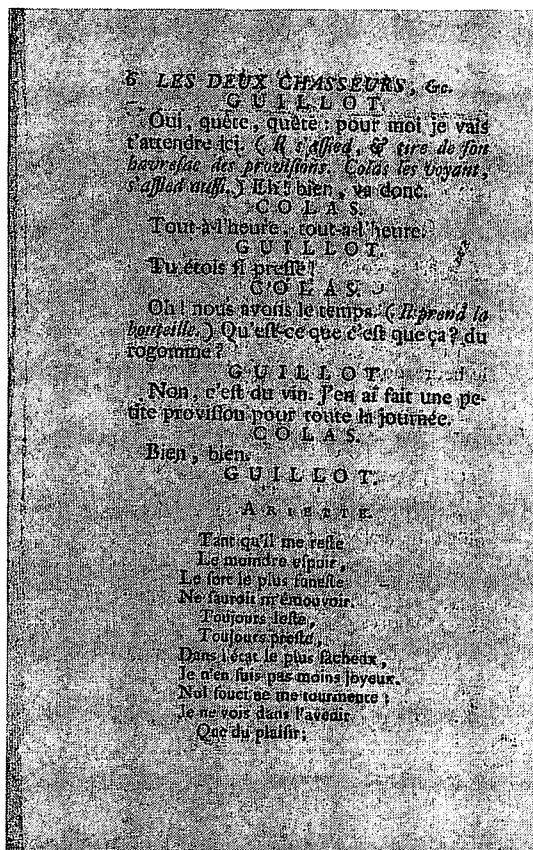 6 LES DEUX CHASSEURS, &c.
GUILLOT.
Oui, quête, quête : pour moi je vais
t'attendre ici. ( Il s'assied, & tire de son
havresac des provisions. Colas les voyant,
s'assied aussi. ) Eh ! bien, va donc.
COLAS.
Tout-à-l'heure, tout-à-l'heure.
GUILLOT.
Tu étois si pressé !
COLAS.
Oh ! nous avons le temps. ( Il prend la
bouteille. ) Qu'est-ce que c'est que ça ? du
rogomme ?
GUILLOT.
Non, c'est du vin. J'en ai fait une pe-
tite provision pour toute la journée.
COLAS.
Bien, bien.
GUILLOT.
ARIETTE.
Tant qu'il me reste
Le moindre espoir,
Le sort le plus funeste
Ne sauroit m'émouvoir.
Toujours leste,
Toujours preste,
Dans l'état le plus fâcheux,
Je n'en suis pas moins joyeux.
Nul souci ne me tourmente ;
Je ne vois dans l'avenir
Que du plaisir;